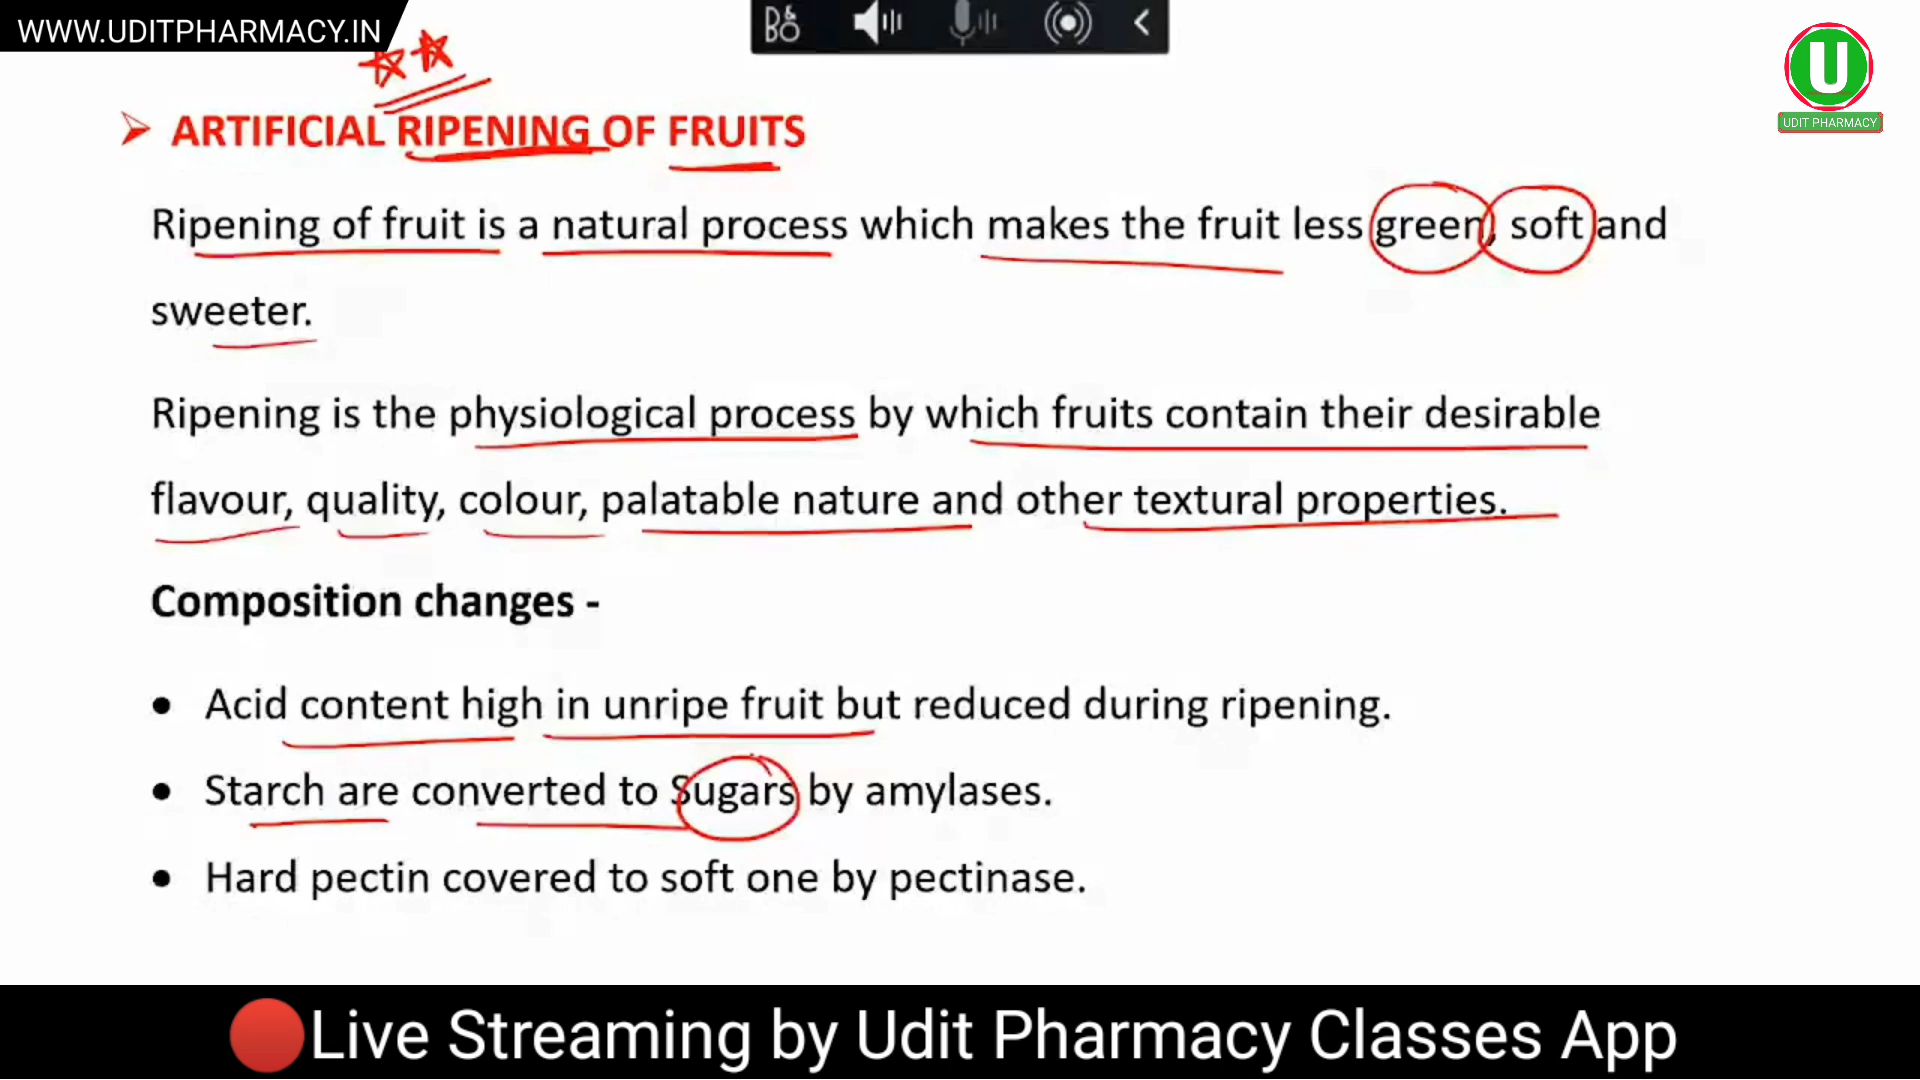 WWW.UDITPHARMACY.IN
U
UDIT PHARMACY
ARTIFICIAL RIPENING OF FRUITS
Ripening of fruit is a natural process which makes the fruit less green, soft and
sweeter.
Ripening is the physiological process by which fruits contain their desirable
flavour, quality, colour, palatable nature and other textural properties.
Composition changes -
• Acid content high in unripe fruit but reduced during ripening.
• Starch are converted to Sugars by amylases.
• Hard pectin covered to soft one by pectinase.
Live Streaming by Udit Pharmacy Classes App